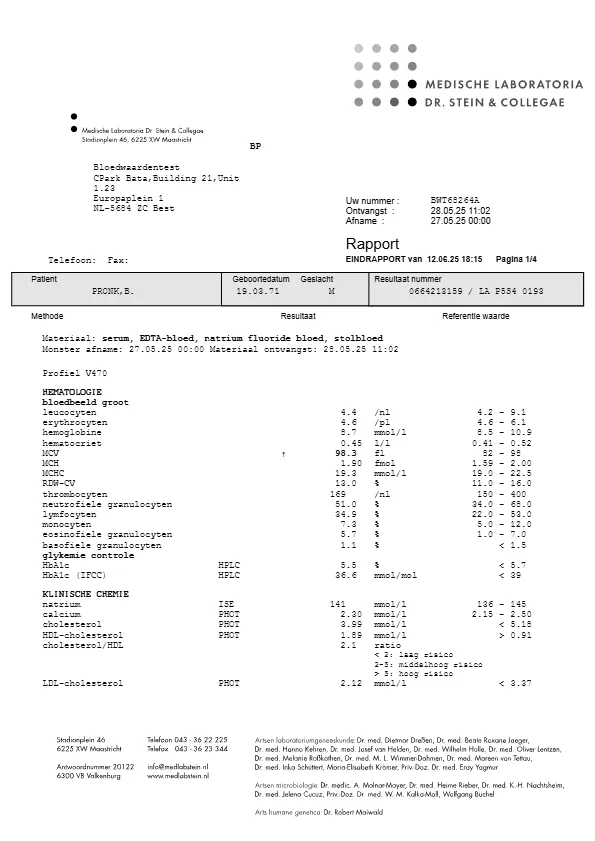 MEDISCHE LABORATORIA
DR. STEIN & COLLEGAE
Medische Laboratoria Dr. Stein & Collegae
Stadionplein 46, 6225 XW Maastricht
BP
Bloedwaardentest
CPark Bata,Building 21,Unit
1.23
Europaplein 1
NL-5684 ZC Best
Uw nummer : BWT68264A
Ontvangst : 28.05.25 11:02
Afname : 27.05.25 00:00
Rapport
Telefoon: Fax: EINDRAPPORT van 12.06.25 18:15 Pagina 1/4
Patient Geboortedatum Geslacht Resultaat nummer
PRONK,B. 19.03.71 M 0664213159 / LA P5S4 0193
Methode Resultaat Referentie waarde
Materiaal: serum, EDTA-bloed, natrium fluoride bloed, stolbloed
Monster afname: 27.05.25 00:00 Materiaal ontvangst: 28.05.25 11:02
Profiel V470
HEMATOLOGIE
bloedbeeld groot
leucocyten 4.4 /nl 4.2 - 9.1
erythrocyten 4.6 /pl 4.6 - 6.1
hemoglobine 8.7 mmol/l 8.5 - 10.9
hematocriet 0.45 l/l 0.41 - 0.52
MCV ↑ 98.3 fl 82 - 98
MCH 1.90 fmol 1.59 - 2.00
MCHC 19.3 mmol/l 19.0 - 22.5
RDW-CV 13.0 % 11.0 - 16.0
thrombocyten 169 /nl 150 - 400
neutrofiele granulocyten 51.0 % 34.0 - 68.0
lymfocyten 34.9 % 22.0 - 53.0
monocyten 7.3 % 5.0 - 12.0
eosinofiele granulocyten 5.7 % 1.0 - 7.0
basofiele granulocyten 1.1 % < 1.5
glykemie controle
HbA1c HPLC 5.5 % < 5.7
HbA1c (IFCC) HPLC 36.6 mmol/mol < 39
KLINISCHE CHEMIE
natrium ISE 141 mmol/l 136 - 145
calcium PHOT 2.30 mmol/l 2.15 - 2.50
cholesterol PHOT 3.99 mmol/l < 5.18
HDL-cholesterol PHOT 1.89 mmol/l > 0.91
cholesterol/HDL 2.1 ratio
< 2: laag risico
2-5: middelhoog risico
> 5: hoog risico
LDL-cholesterol PHOT 2.12 mmol/l < 3.37
Stadionplein 46
6225 XW Maastricht
Antwoordnummer 20122
6300 VB Valkenburg
Telefoon 043 - 36 22 225
Telefax 043 - 36 23 344
info@medlabstein.nl
www.medlabstein.nl
Artsen laboratoriumgeneeskunde: Dr. med. Dietmar Dreßen, Dr. med. Beate Roxane Jaeger,
Dr. med. Hanno Kehren, Dr. med. Josef van Helden, Dr. med. Wilhelm Holle, Dr. med. Oliver Lentzen,
Dr. med. Melanie Roßkothen, Dr. med. M. L. Wimmer-Dahmen, Dr. med. Mareen von Tettau,
Dr. med. Inka Schüttert, Maria-Elisabeth Krämer, Priv.-Doz. Dr. med. Eray Yagmur
Artsen microbiologie: Dr. medic. A. Molnar-Mayer, Dr. med. Heime Rieber, Dr. med. K.-H. Nachtsheim,
Dr. med. Jelena Cucuz, Priv.-Doz. Dr. med. W. M. Kalka-Moll, Wolfgang Büchel
Arts humane genetica: Dr. Robert Maiwald